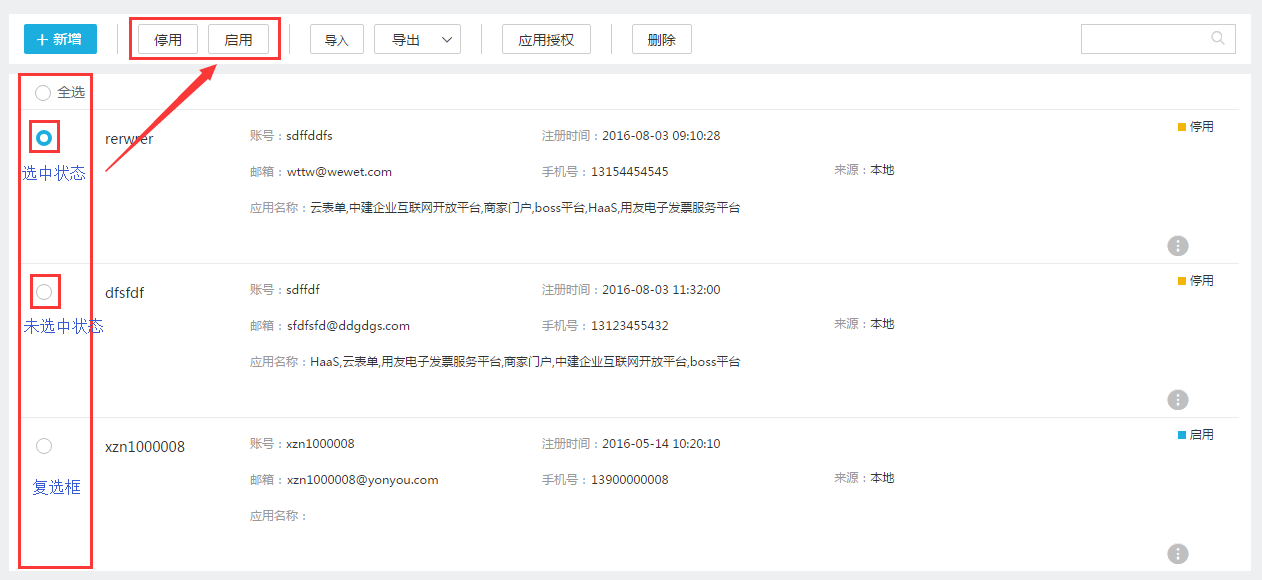 新增 停用 启用 导入 导出 应用授权 删除
全选
rerwrer 账号：sdffddfs 注册时间：2016-08-03 09:10:28 停用
选中状态 邮箱：wttw@wewet.com 手机号：13154454545 来源：本地
应用名称：云表单,中建企业互联网开放平台,商家门户,boss平台,HaaS,用友电子发票服务平台
dfsfdf 账号：sdffdf 注册时间：2016-08-03 11:32:00 停用
未选中状态 邮箱：sfdfsfd@ddgdgs.com 手机号：13123455432 来源：本地
应用名称：HaaS,云表单,用友电子发票服务平台,商家门户,中建企业互联网开放平台,boss平台
xzn1000008 账号：xzn1000008 注册时间：2016-05-14 10:20:10 启用
复选框 邮箱：xzn1000008@yonyou.com 手机号：13900000008 来源：本地
应用名称：